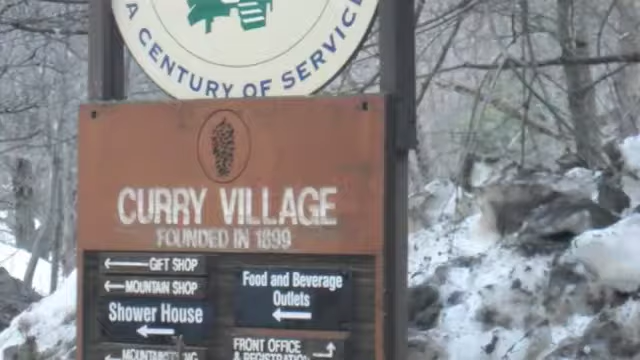 A CENTURY OF SERVICE
CURRY VILLAGE
FOUNDED IN 1899
GIFT SHOP
MOUNTAIN SHOP
Shower House
Food and Beverage
Outlets
FRONT OFFICE
& REGISTRATION